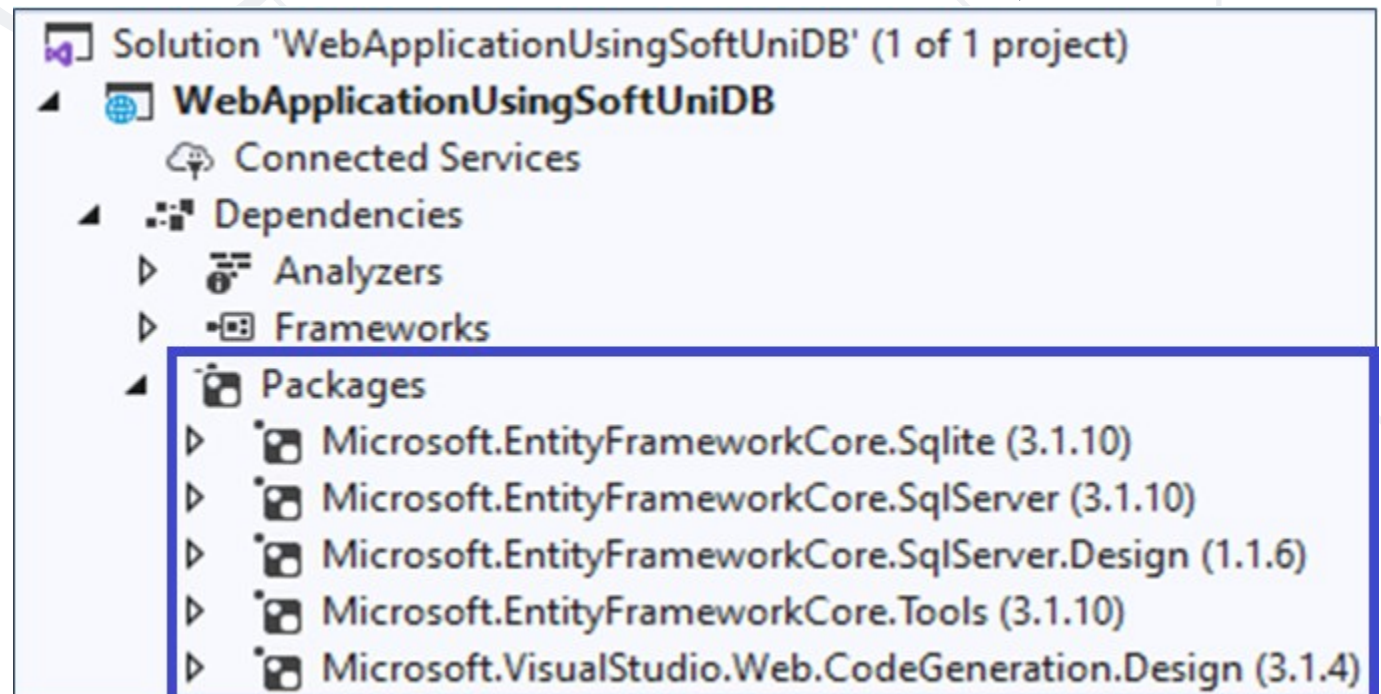 Solution 'WebApplicationUsingSoftUniDB' (1 of 1 project)
WebApplicationUsingSoftUniDB
Connected Services
Dependencies
Analyzers
Frameworks
Packages
Microsoft.EntityFrameworkCore.Sqlite (3.1.10)
Microsoft.EntityFrameworkCore.SqlServer (3.1.10)
Microsoft.EntityFrameworkCore.SqlServer.Design (1.1.6)
Microsoft.EntityFrameworkCore.Tools (3.1.10)
Microsoft.VisualStudio.Web.CodeGeneration.Design (3.1.4)